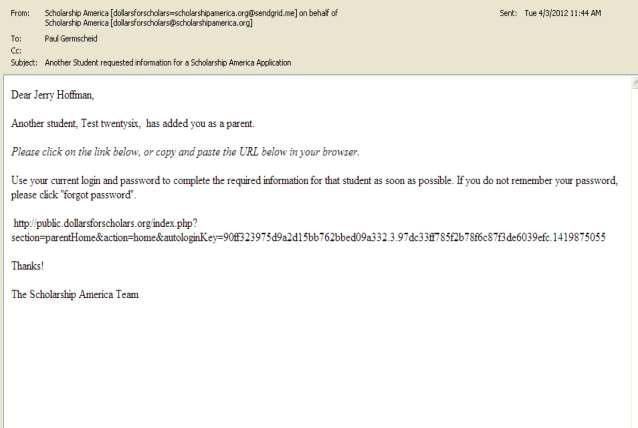 From: Scholarship America [dollarsforscholars=scholarshipamerica.org@sendgrid.me] on behalf of Sent: Tue 4/3/2012 11:44 AM
Scholarship America [dollarsforscholars@scholarshipamerica.org]
To: Paul Germscheid
Cc:
Subject: Another Student requested information for a Scholarship America Application
Dear Jerry Hoffman,
Another student, Test twentysix, has added you as a parent.
Please click on the link below, or copy and paste the URL below in your browser.
Use your current login and password to complete the required information for that student as soon as possible. If you do not remember your password,
please click "forgot password".
http://public.dollarsforscholars.org/index.php?
section=parentHome&action=home&autologinKey=90ff323975d9a2d15bb762bbed09a332.3.97dc33ff785f2b78f6c87f3de6039efc.1419875055
Thanks!
The Scholarship America Team